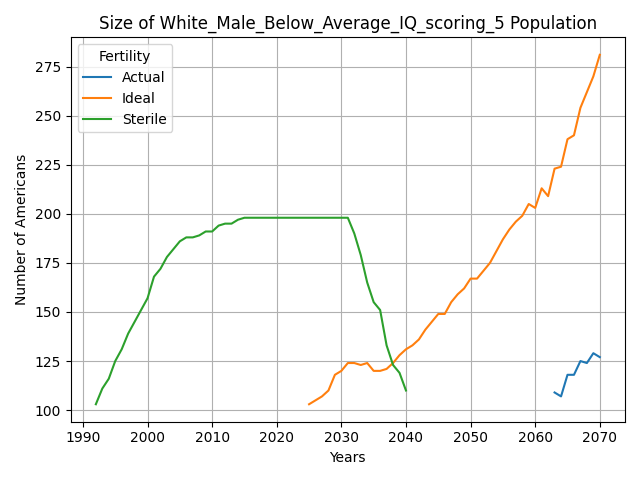 Size of White_Male_Below_Average_IQ_scoring_5 Population
Fertility
Actual
Ideal
Sterile
Number of Americans
275
250
225
200
175
150
125
100
1990 2000 2010 2020 2030 2040 2050 2060 2070
Years